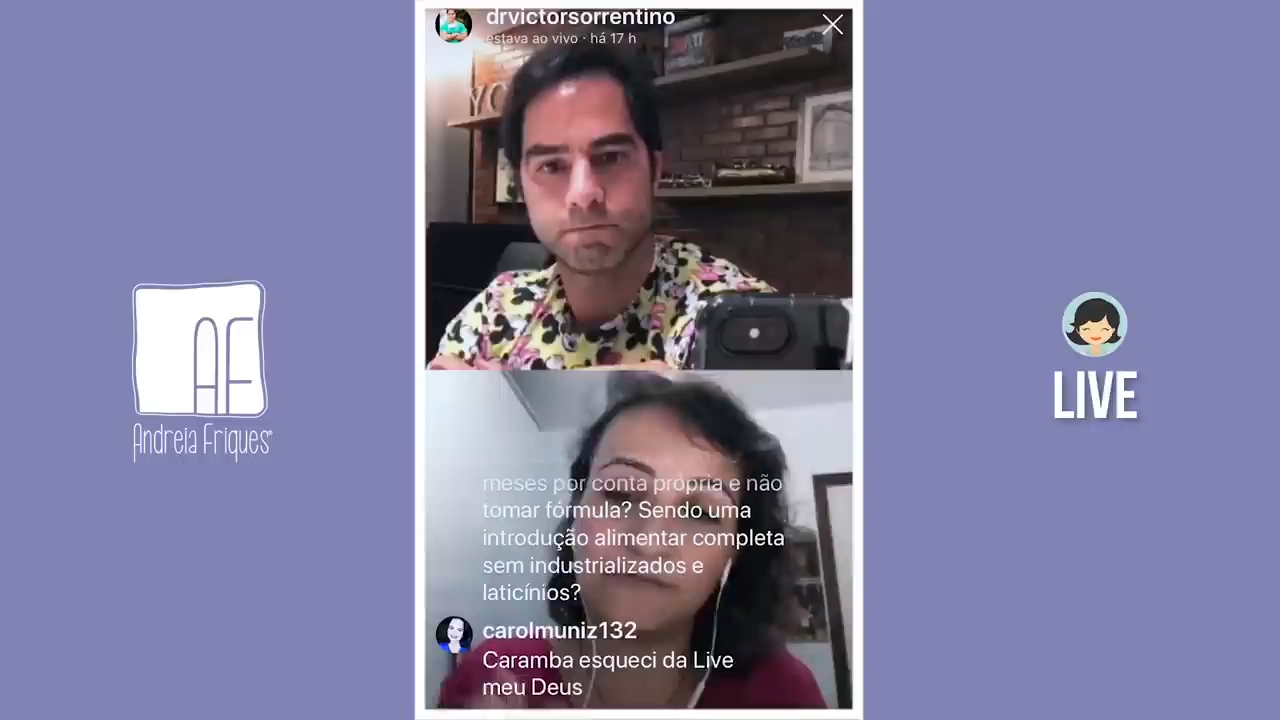 drvictorsorrentino
estava ao vivo · há 17 h
YO
AF
Andreia Friques®
LIVE
meses por conta própria e não
tomar fórmula? Sendo uma
introdução alimentar completa
sem industrializados e
laticínios?
carolmuniz132
Caramba esqueci da Live
meu Deus